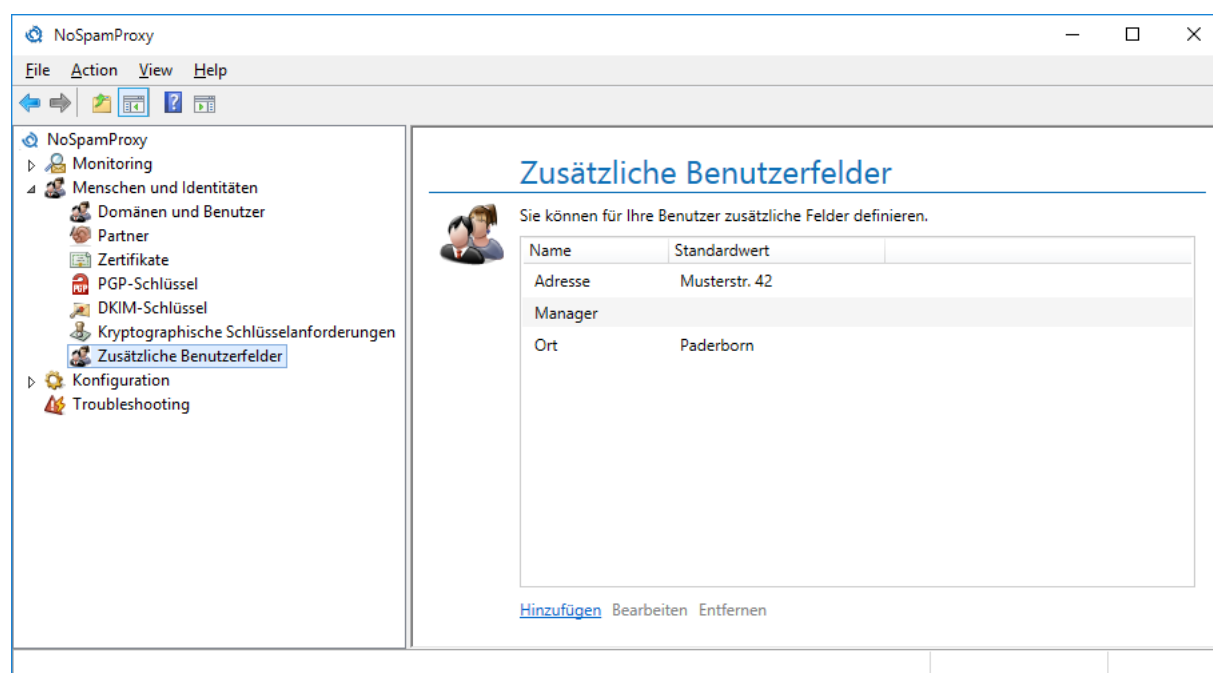 NoSpamProxy
File Action View Help
NoSpamProxy
Monitoring
Menschen und Identitäten
Domänen und Benutzer
Partner
Zertifikate
PGP-Schlüssel
DKIM-Schlüssel
Kryptographische Schlüsselanforderungen
Zusätzliche Benutzerfelder
Konfiguration
Troubleshooting
Zusätzliche Benutzerfelder
Sie können für Ihre Benutzer zusätzliche Felder definieren.
Name Standardwert
Adresse Musterstr. 42
Manager
Ort Paderborn
Hinzufügen Bearbeiten Entfernen